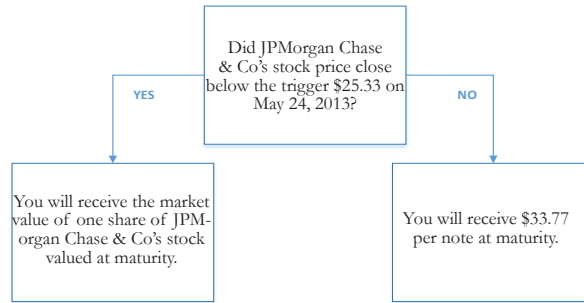 Did JPMorgan Chase
& Co’s stock price close
below the trigger $25.33 on
May 24, 2013?
YES
NO
You will receive the market
value of one share of JPM-
organ Chase & Co’s stock
valued at maturity.
You will receive $33.77
per note at maturity.